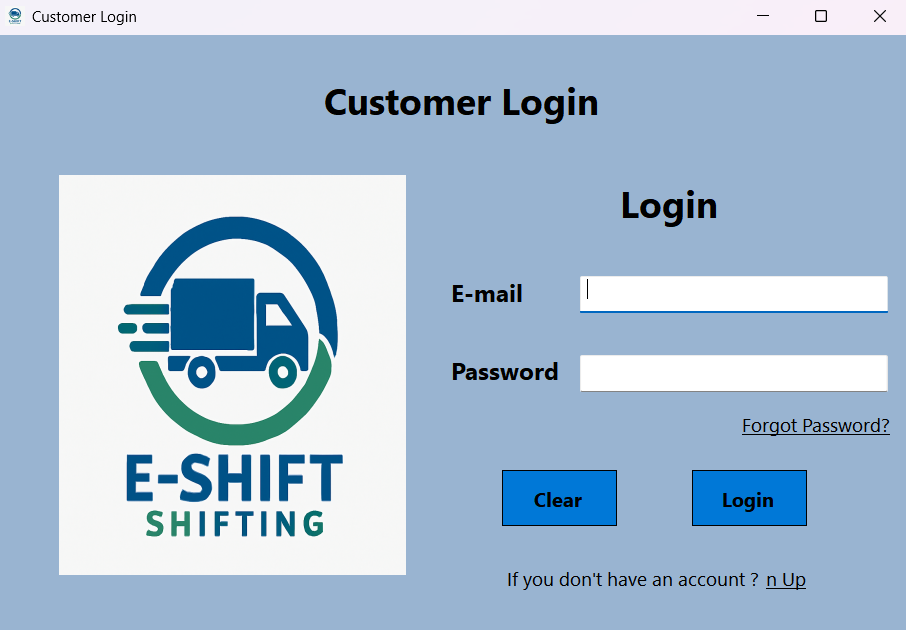 Customer Login
Customer Login
Login
E-mail
Password
Forgot Password?
Clear
Login
If you don't have an account ? n Up
E-SHIFT
SHIFTING